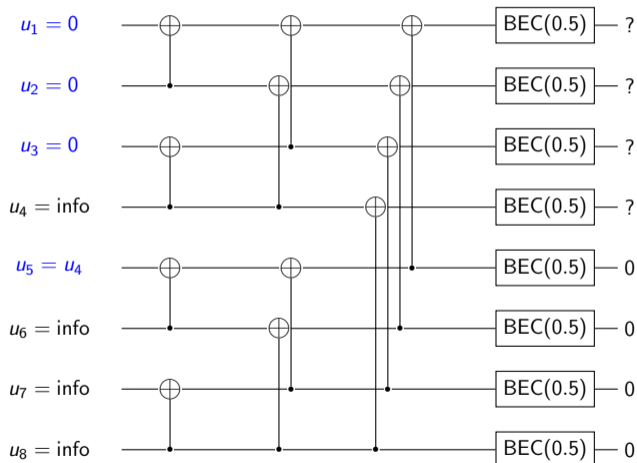 u₁ = 0 BEC(0.5) ?
u₂ = 0 BEC(0.5) ?
u₃ = 0 BEC(0.5) ?
u₄ = info BEC(0.5) ?
u₅ = u₄ BEC(0.5) 0
u₆ = info BEC(0.5) 0
u₇ = info BEC(0.5) 0
u₈ = info BEC(0.5) 0